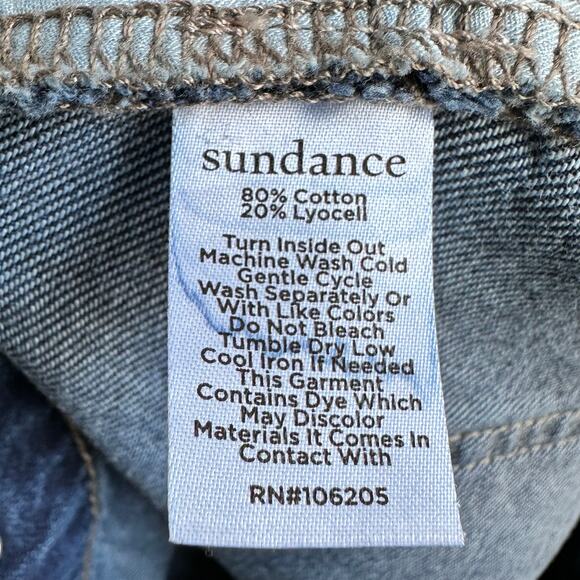 sundance
80% Cotton
20% Lyocell
Turn Inside Out
Machine Wash Cold
Gentle Cycle
Wash Separately Or
With Like Colors
Do Not Bleach
Tumble Dry Low
Cool Iron If Needed
This Garment
Contains Dye Which
May Discolor
Materials It Comes In
Contact With
RN#106205